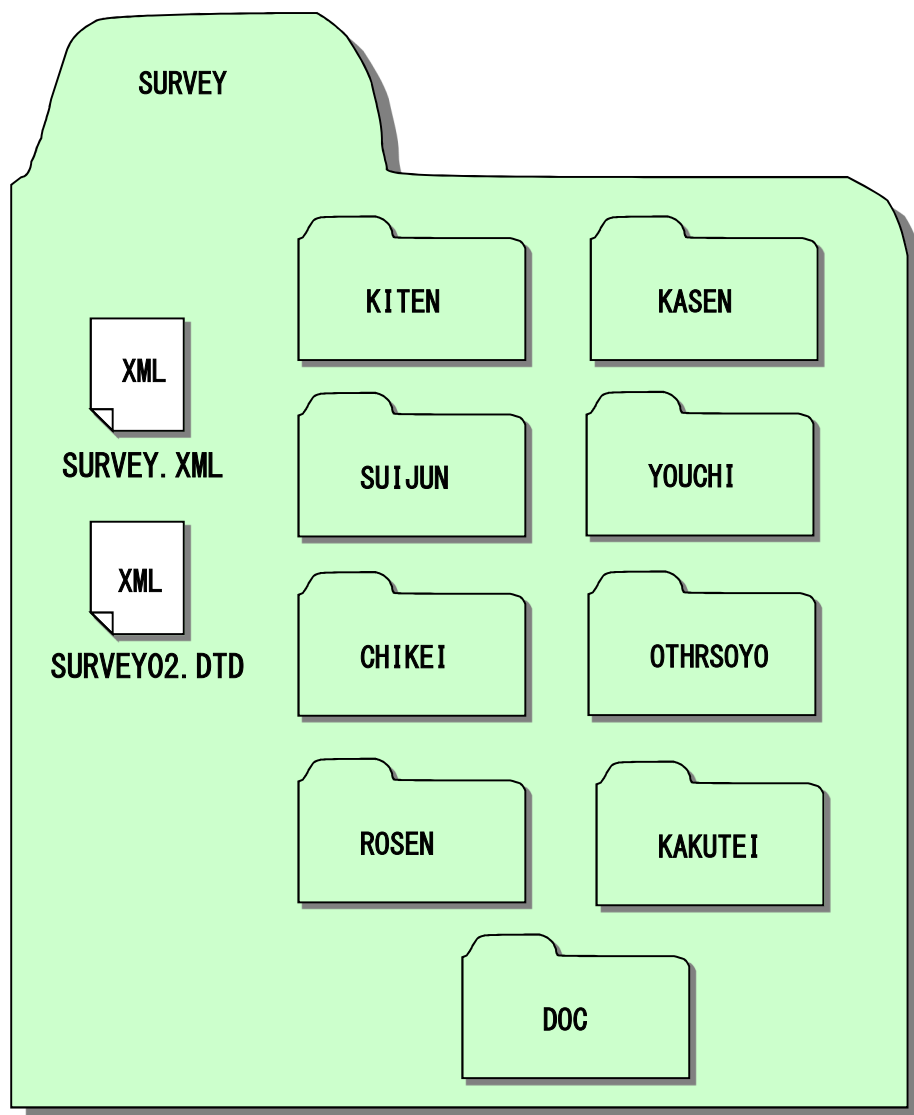 SURVEY
KITEN
KASEN
XML
SURVEY.XML
SUIJUN
YOUCHI
XML
SURVEY02.DTD
CHIKEI
OTHRSOYO
ROSEN
KAKUTEI
DOC